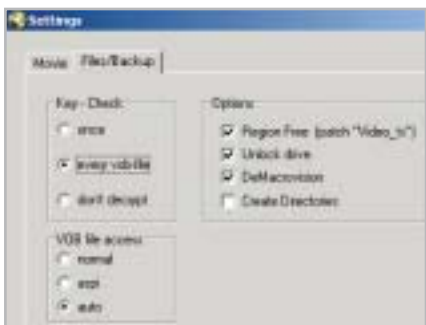 Settings
Movie Files/Backup
Key - Check
once
every vob-file
don't decrypt
Options
Region Free (patch "Video_ts")
Unlock drive
DeMacrovision
Create Directories
VOB file access
normal
aspi
auto